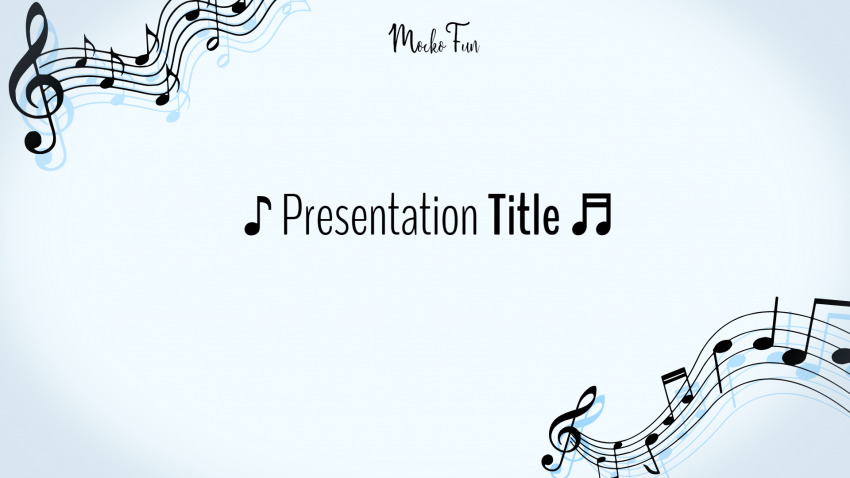 Mocko Fun
♪ Presentation Title ♬